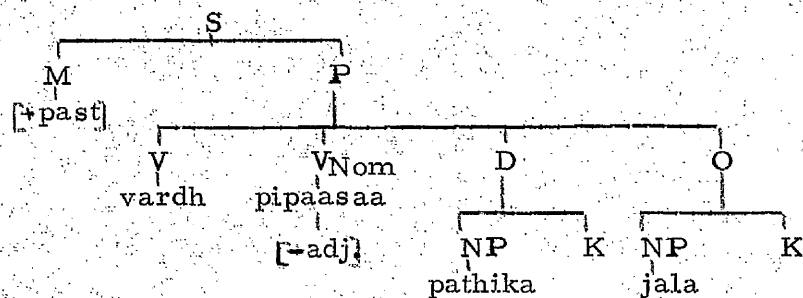 S
M P
[+past]
V VNom D O
vardh pipaasaa
[-adj] NP K NP K
pathika jala